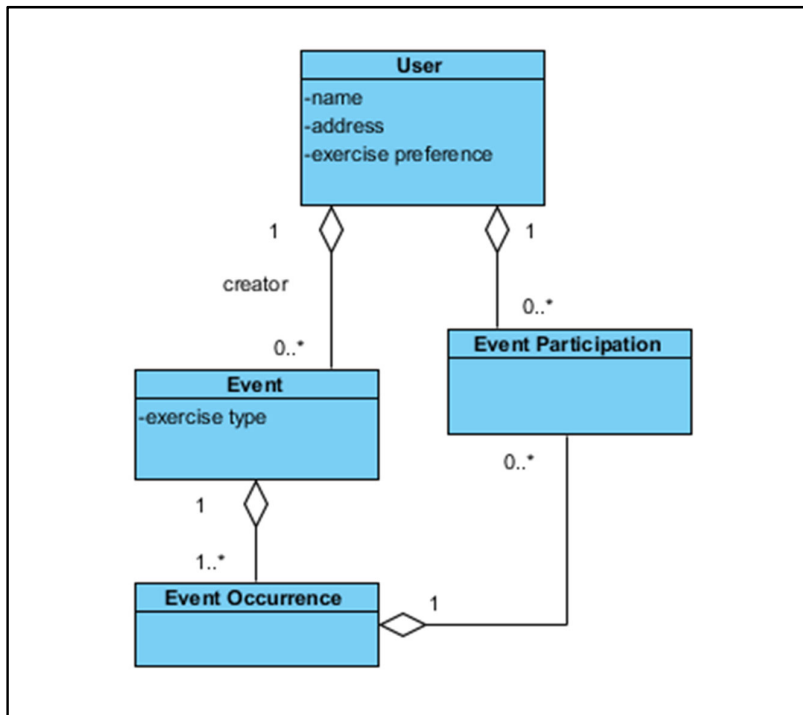 User
-name
-address
-exercise preference
1
1
creator
0..*
0..*
Event Participation
Event
-exercise type
0..*
1
1..*
Event Occurrence
1